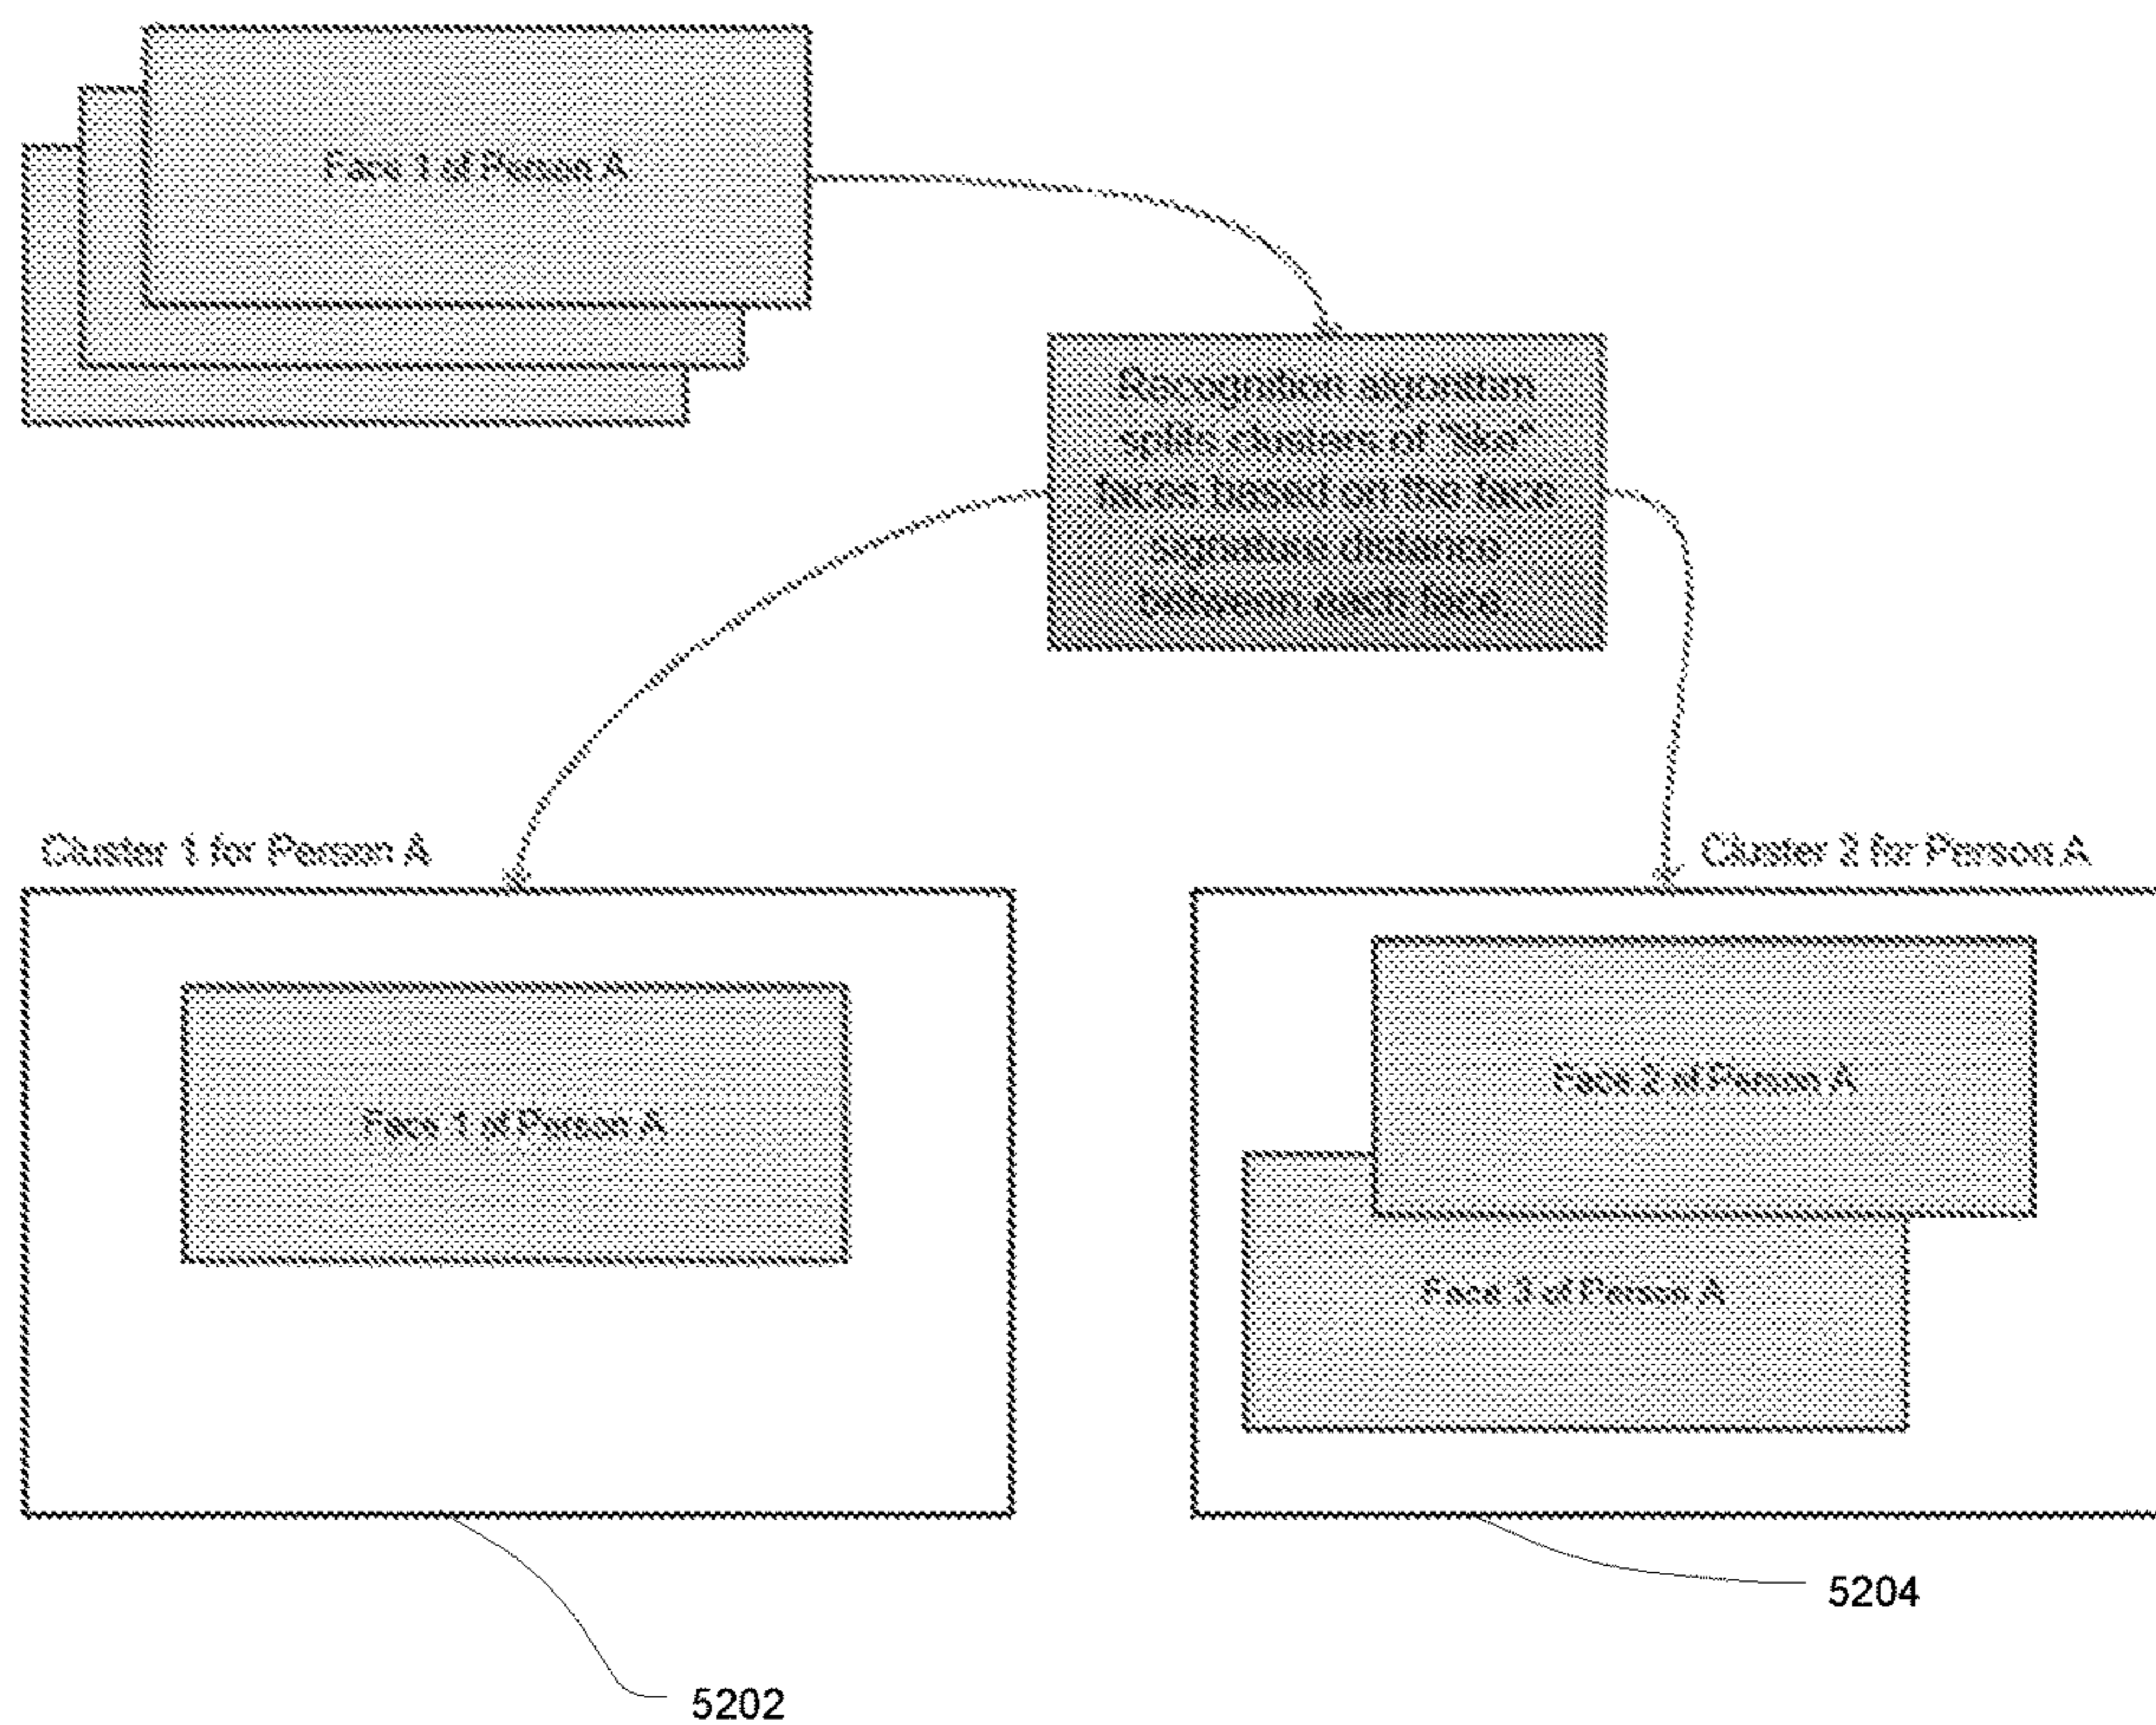 Face 1 of Person A
Recognition algorithm
splits clusters of "like"
faces based on the face
signature distance
between each face
Cluster 1 for Person A
Cluster 2 for Person A
Face 1 of Person A
Face 2 of Person A
Face 3 of Person A
5204
5202